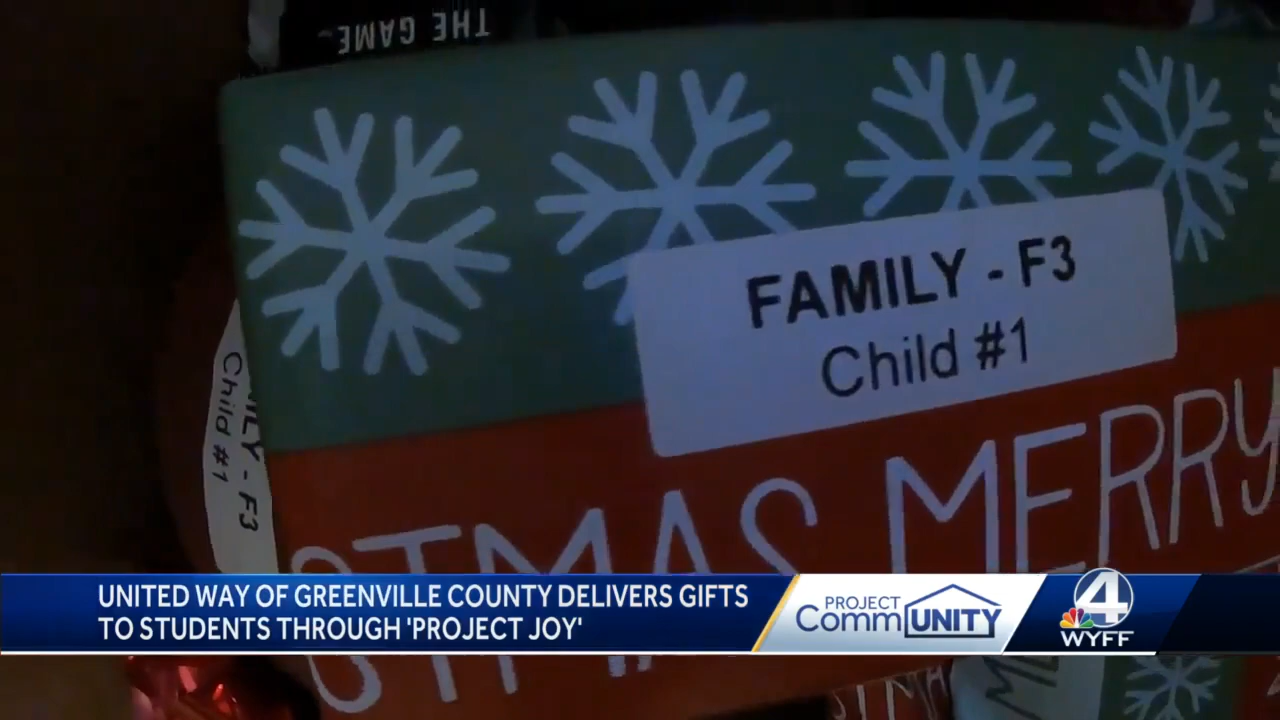 THE GAME
FAMILY - F3
Child #1
ILY - F3
Child #1
STMAS MERRY
UNITED WAY OF GREENVILLE COUNTY DELIVERS GIFTS
TO STUDENTS THROUGH 'PROJECT JOY'
PROJECT
CommUNITY
4
WYFF